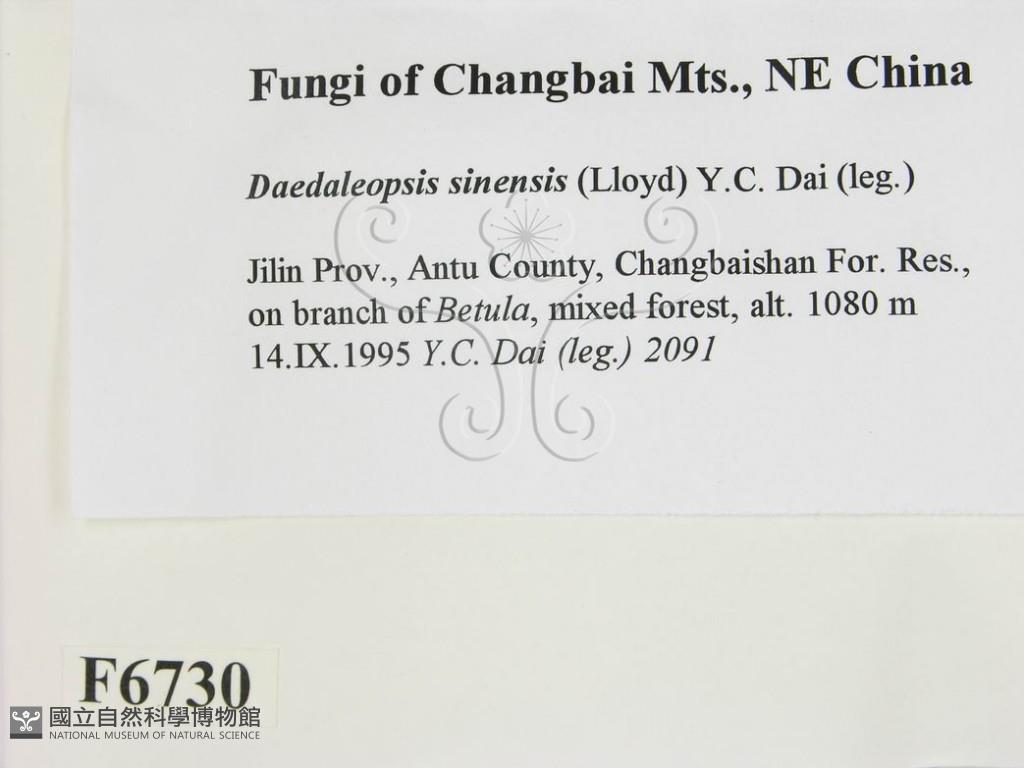 Fungi of Changbai Mts., NE China
Daedaleopsis sinensis (Lloyd) Y.C. Dai (leg.)
Jilin Prov., Antu County, Changbaishan For. Res.,
on branch of Betula, mixed forest, alt. 1080 m
14.IX.1995 Y.C. Dai (leg.) 2091
F6730
國立自然科學博物館
NATIONAL MUSEUM OF NATURAL SCIENCE